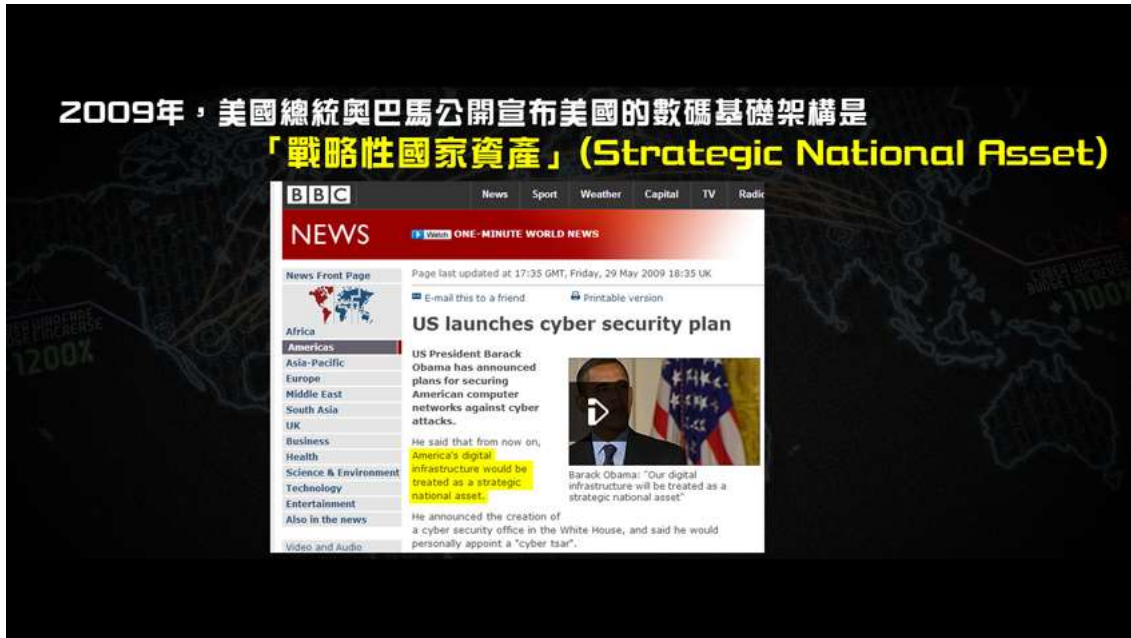 2009年，美國總統奧巴馬公開宣布美國的數碼基礎架構是
「戰略性國家資產」(Strategic National Asset)
BBC
News Sport Weather Capital TV Radio
NEWS
Watch ONE-MINUTE WORLD NEWS
News Front Page
Africa
Americas
Asia-Pacific
Europe
Middle East
South Asia
UK
Business
Health
Science & Environment
Technology
Entertainment
Also in the news
Video and Audio
Page last updated at 17:35 GMT, Friday, 29 May 2009 18:35 UK
E-mail this to a friend
Printable version
US launches cyber security plan
US President Barack
Obama has announced
plans for securing
American computer
networks against cyber
attacks.
He said that from now on,
America's digital
infrastructure would be
treated as a strategic
national asset.
Barack Obama: "Our digital
infrastructure will be treated as a
strategic national asset"
He announced the creation of
a cyber security office in the White House, and said he would
personally appoint a "cyber tsar".
1200%